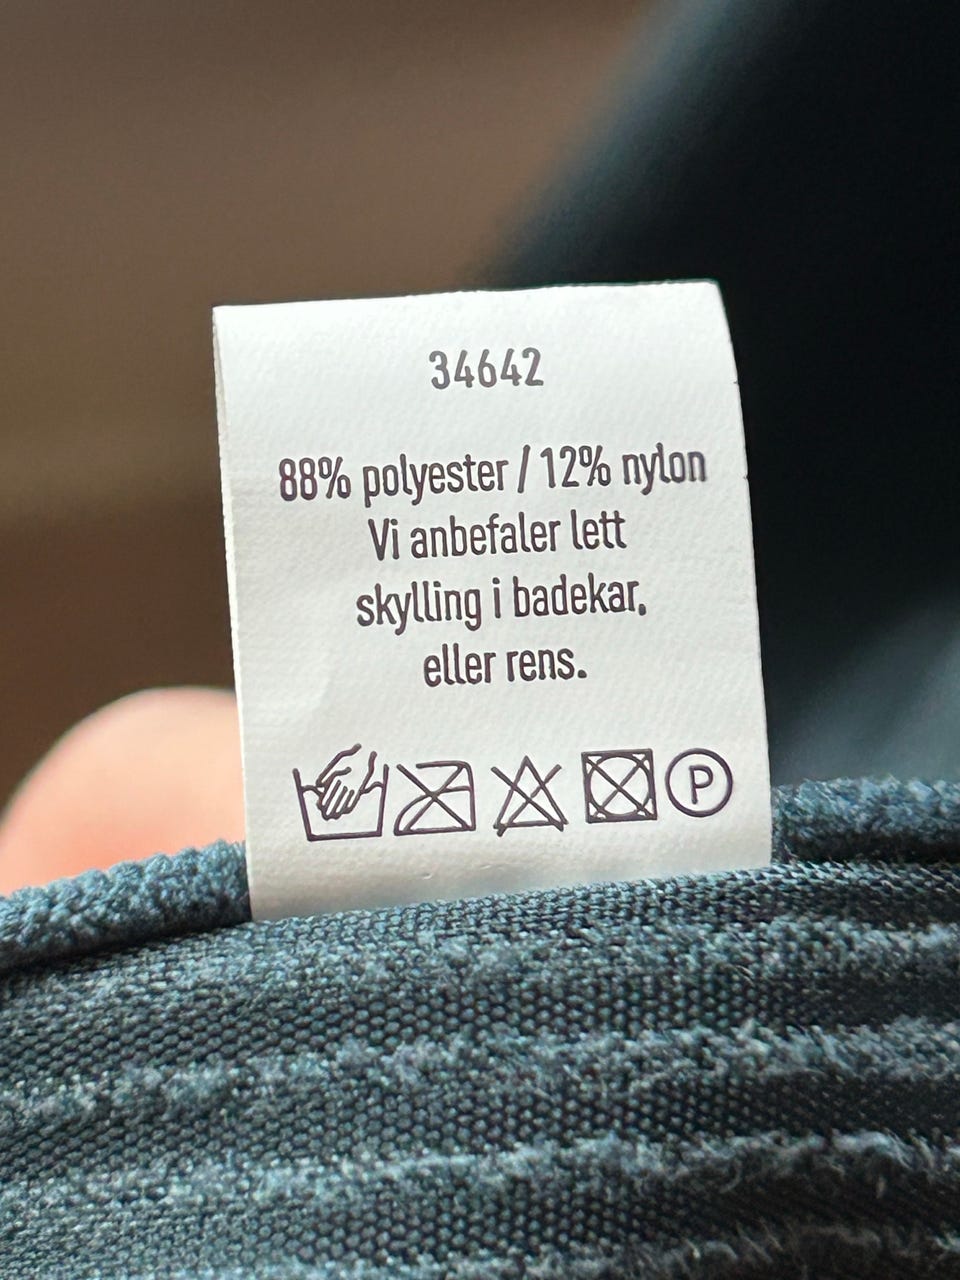 34642
88% polyester / 12% nylon
Vi anbefaler lett
skylling i badekar,
eller rens.
P